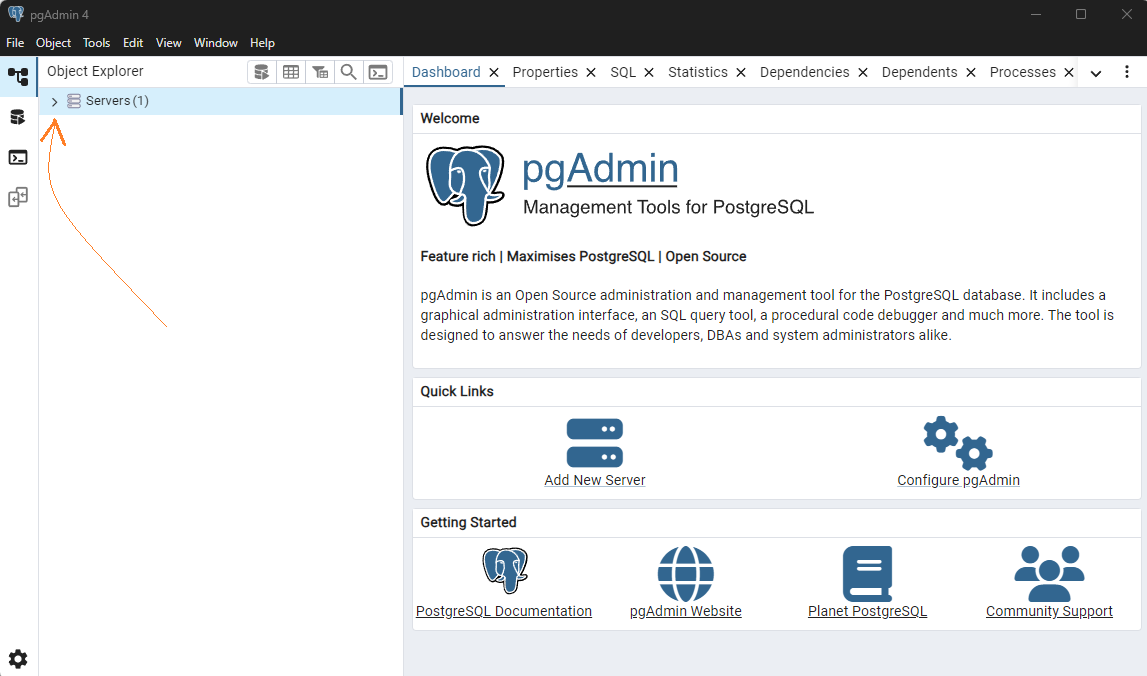 pgAdmin 4
File Object Tools Edit View Window Help
Object Explorer
Dashboard Properties SQL Statistics Dependencies Dependents Processes
Servers (1)
Welcome
pgAdmin
Management Tools for PostgreSQL
Feature rich | Maximises PostgreSQL | Open Source
pgAdmin is an Open Source administration and management tool for the PostgreSQL database. It includes a
graphical administration interface, an SQL query tool, a procedural code debugger and much more. The tool is
designed to answer the needs of developers, DBAs and system administrators alike.
Quick Links
Add New Server
Configure pgAdmin
Getting Started
PostgreSQL Documentation
pgAdmin Website
Planet PostgreSQL
Community Support